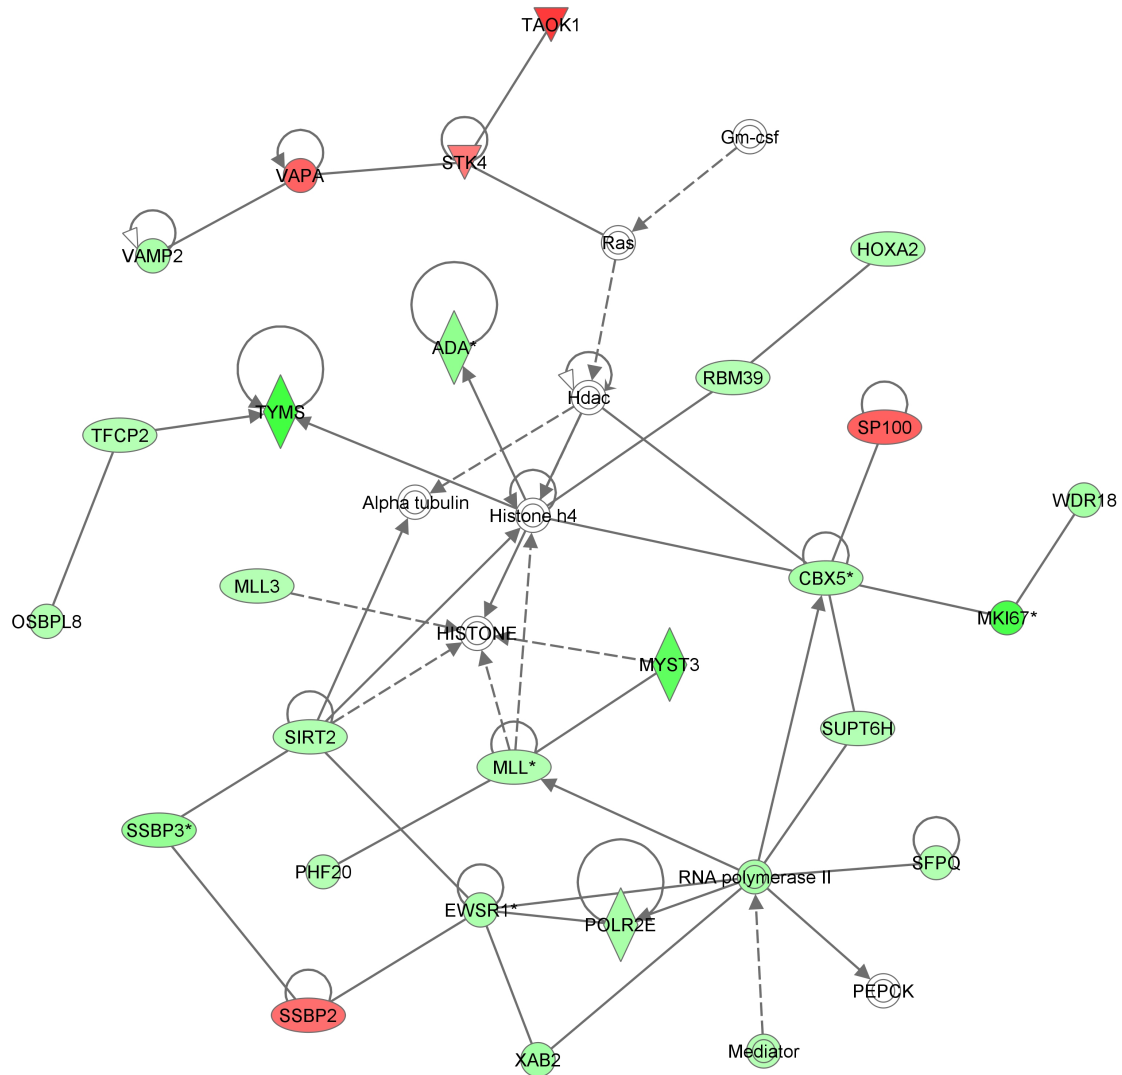 TAOK1
Gm-csf
STK4
VAPA
Ras
HOXA2
VAMP2
ADA*
RBM39
Hdac
TYMS
SP100
TFCP2
Alpha tubulin
WDR18
Histone h4
CBX5*
MLL3
OSBPL8
MKI67*
HISTONE
MYST3
SIRT2
SUPT6H
MLL*
SSBP3*
PHF20
SFPQ
RNA polymerase II
EWSR1*
POLR2E
PEPCK
SSBP2
Mediator
XAB2